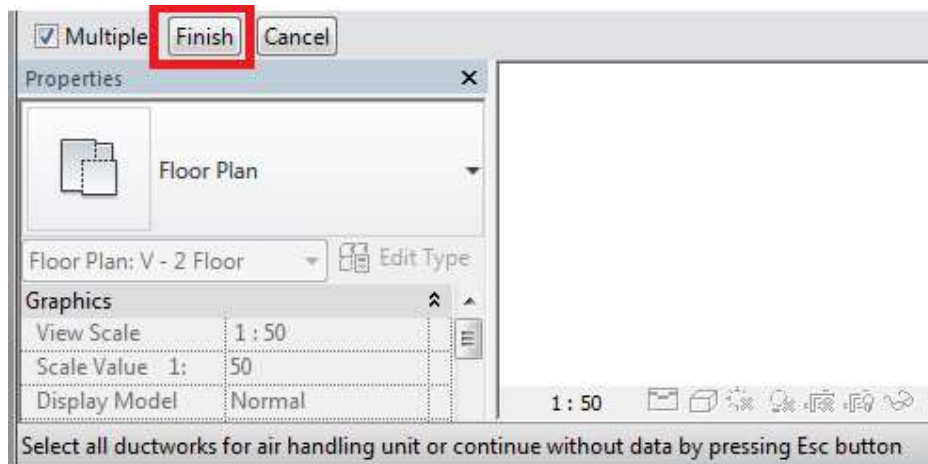 Multiple Finish Cancel
Properties
Floor Plan
Floor Plan: V - 2 Floor Edit Type
Graphics
View Scale 1 : 50
Scale Value 1: 50
Display Model Normal
1 : 50
Select all ductworks for air handling unit or continue without data by pressing Esc button